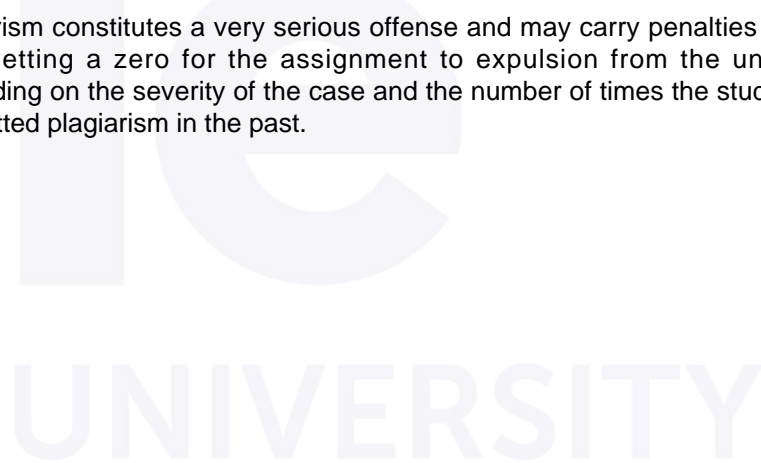 rism constitutes a very serious offense and may carry penalties
etting a zero for the assignment to expulsion from the un
ding on the severity of the case and the number of times the stud
tted plagiarism in the past.
ie
UNIVERSITY